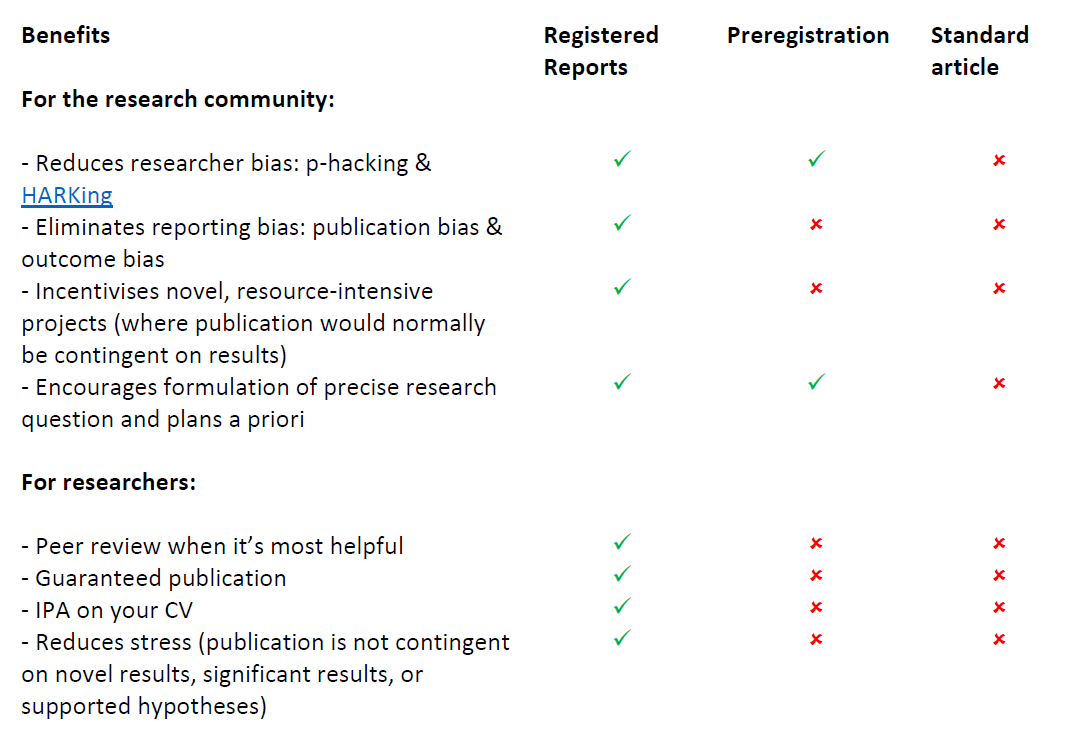 Benefits Registered Preregistration Standard
Reports article
For the research community:
- Reduces researcher bias: p-hacking & ✓ ✓ ×
HARKing
- Eliminates reporting bias: publication bias & ✓ × ×
outcome bias
- Incentivises novel, resource-intensive ✓ × ×
projects (where publication would normally
be contingent on results)
- Encourages formulation of precise research ✓ ✓ ×
question and plans a priori
For researchers:
- Peer review when it’s most helpful ✓ × ×
- Guaranteed publication ✓ × ×
- IPA on your CV ✓ × ×
- Reduces stress (publication is not contingent ✓ × ×
on novel results, significant results, or
supported hypotheses)